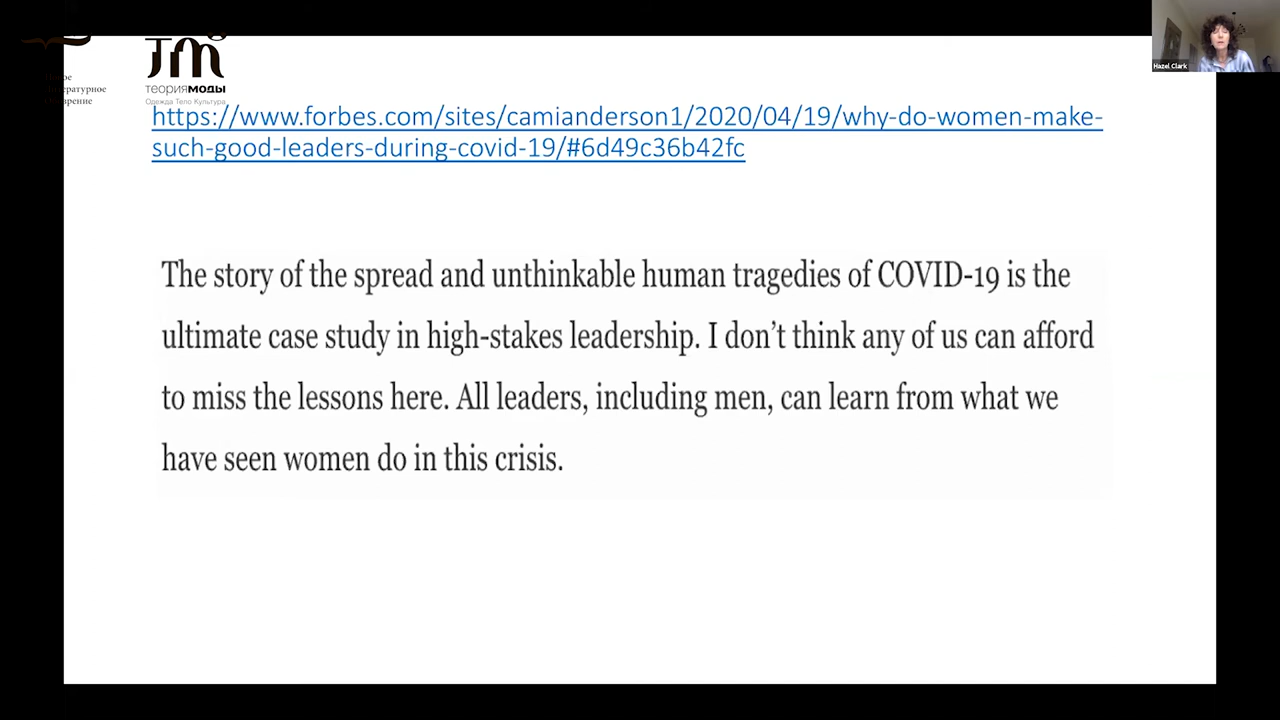 теориямоды
Одежда Тело Культура
https://www.forbes.com/sites/camianderson1/2020/04/19/why-do-women-make-
such-good-leaders-during-covid-19/#6d49c36b42fc
The story of the spread and unthinkable human tragedies of COVID-19 is the
ultimate case study in high-stakes leadership. I don’t think any of us can afford
to miss the lessons here. All leaders, including men, can learn from what we
have seen women do in this crisis.
Hazel Clark